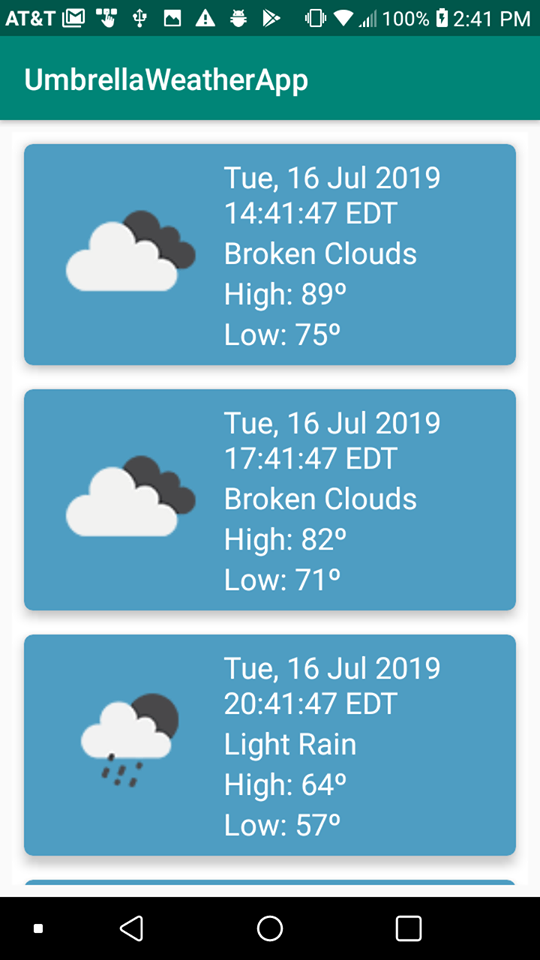 AT&T 100% 2:41 PM
UmbrellaWeatherApp
Tue, 16 Jul 2019
14:41:47 EDT
Broken Clouds
High: 89º
Low: 75º
Tue, 16 Jul 2019
17:41:47 EDT
Broken Clouds
High: 82º
Low: 71º
Tue, 16 Jul 2019
20:41:47 EDT
Light Rain
High: 64º
Low: 57º